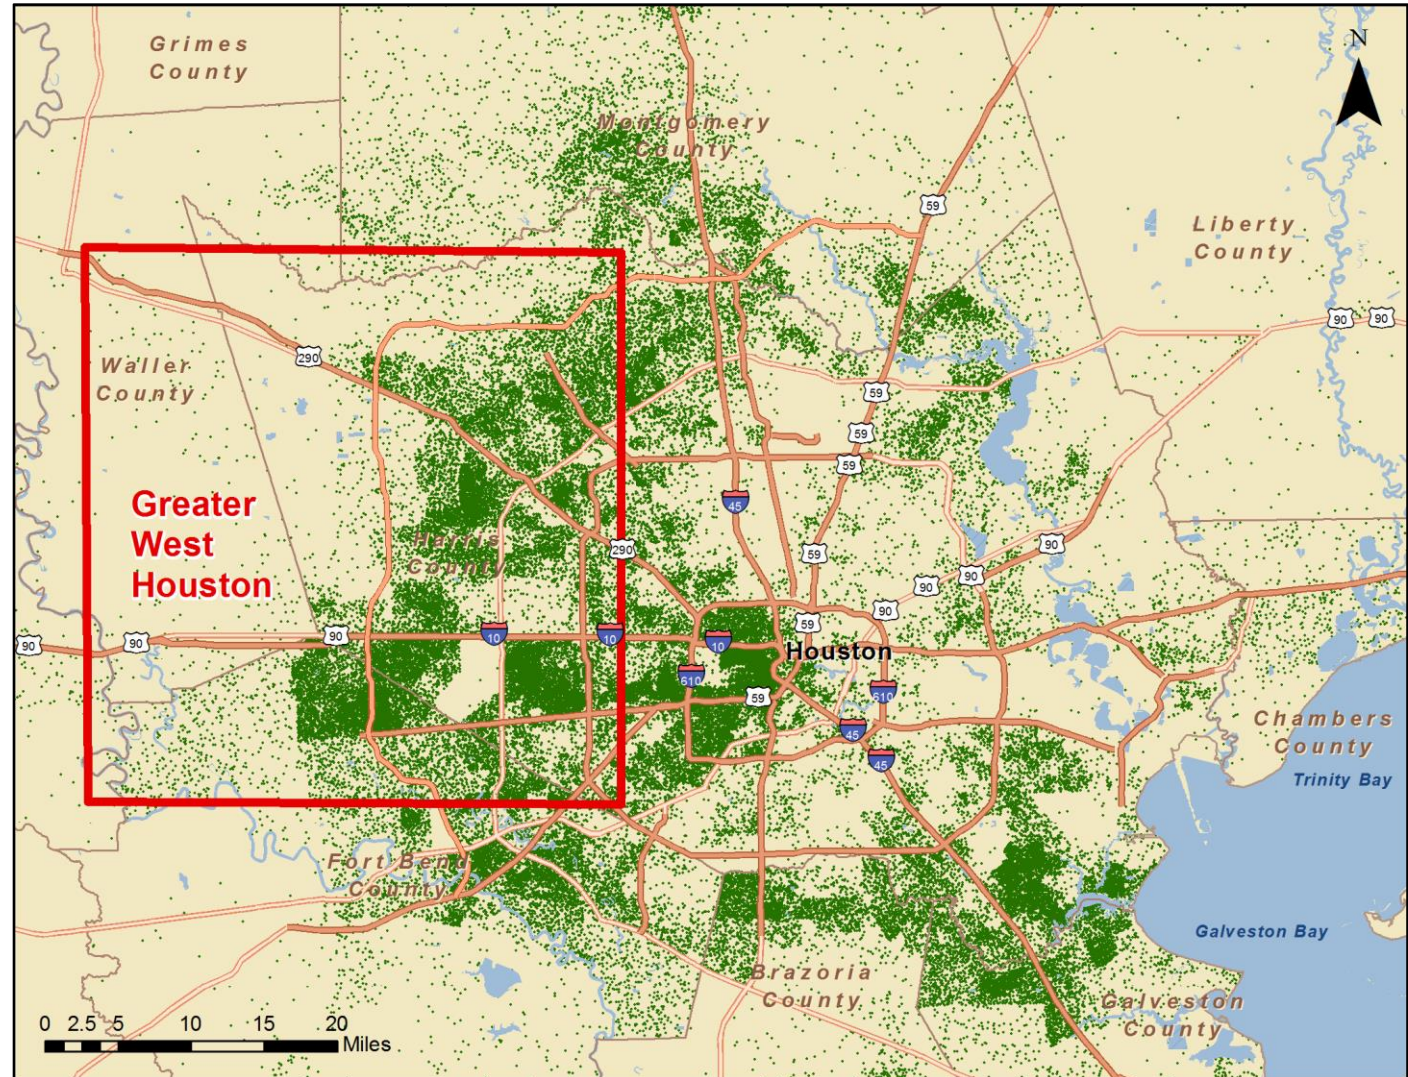 Grimes
County
N
Montgomery
County
59
Liberty
County
290
90
90
Waller
County
59
59
59
Greater
West
Houston
45
Harris
County
290
59
90
90
90
90
90
90
10
10
10
59
90
Houston
610
59
610
45
45
Chambers
County
Trinity Bay
Fort Bend
County
Galveston Bay
Brazoria
County
Galveston
County
0 2.5 5 10 15 20
Miles